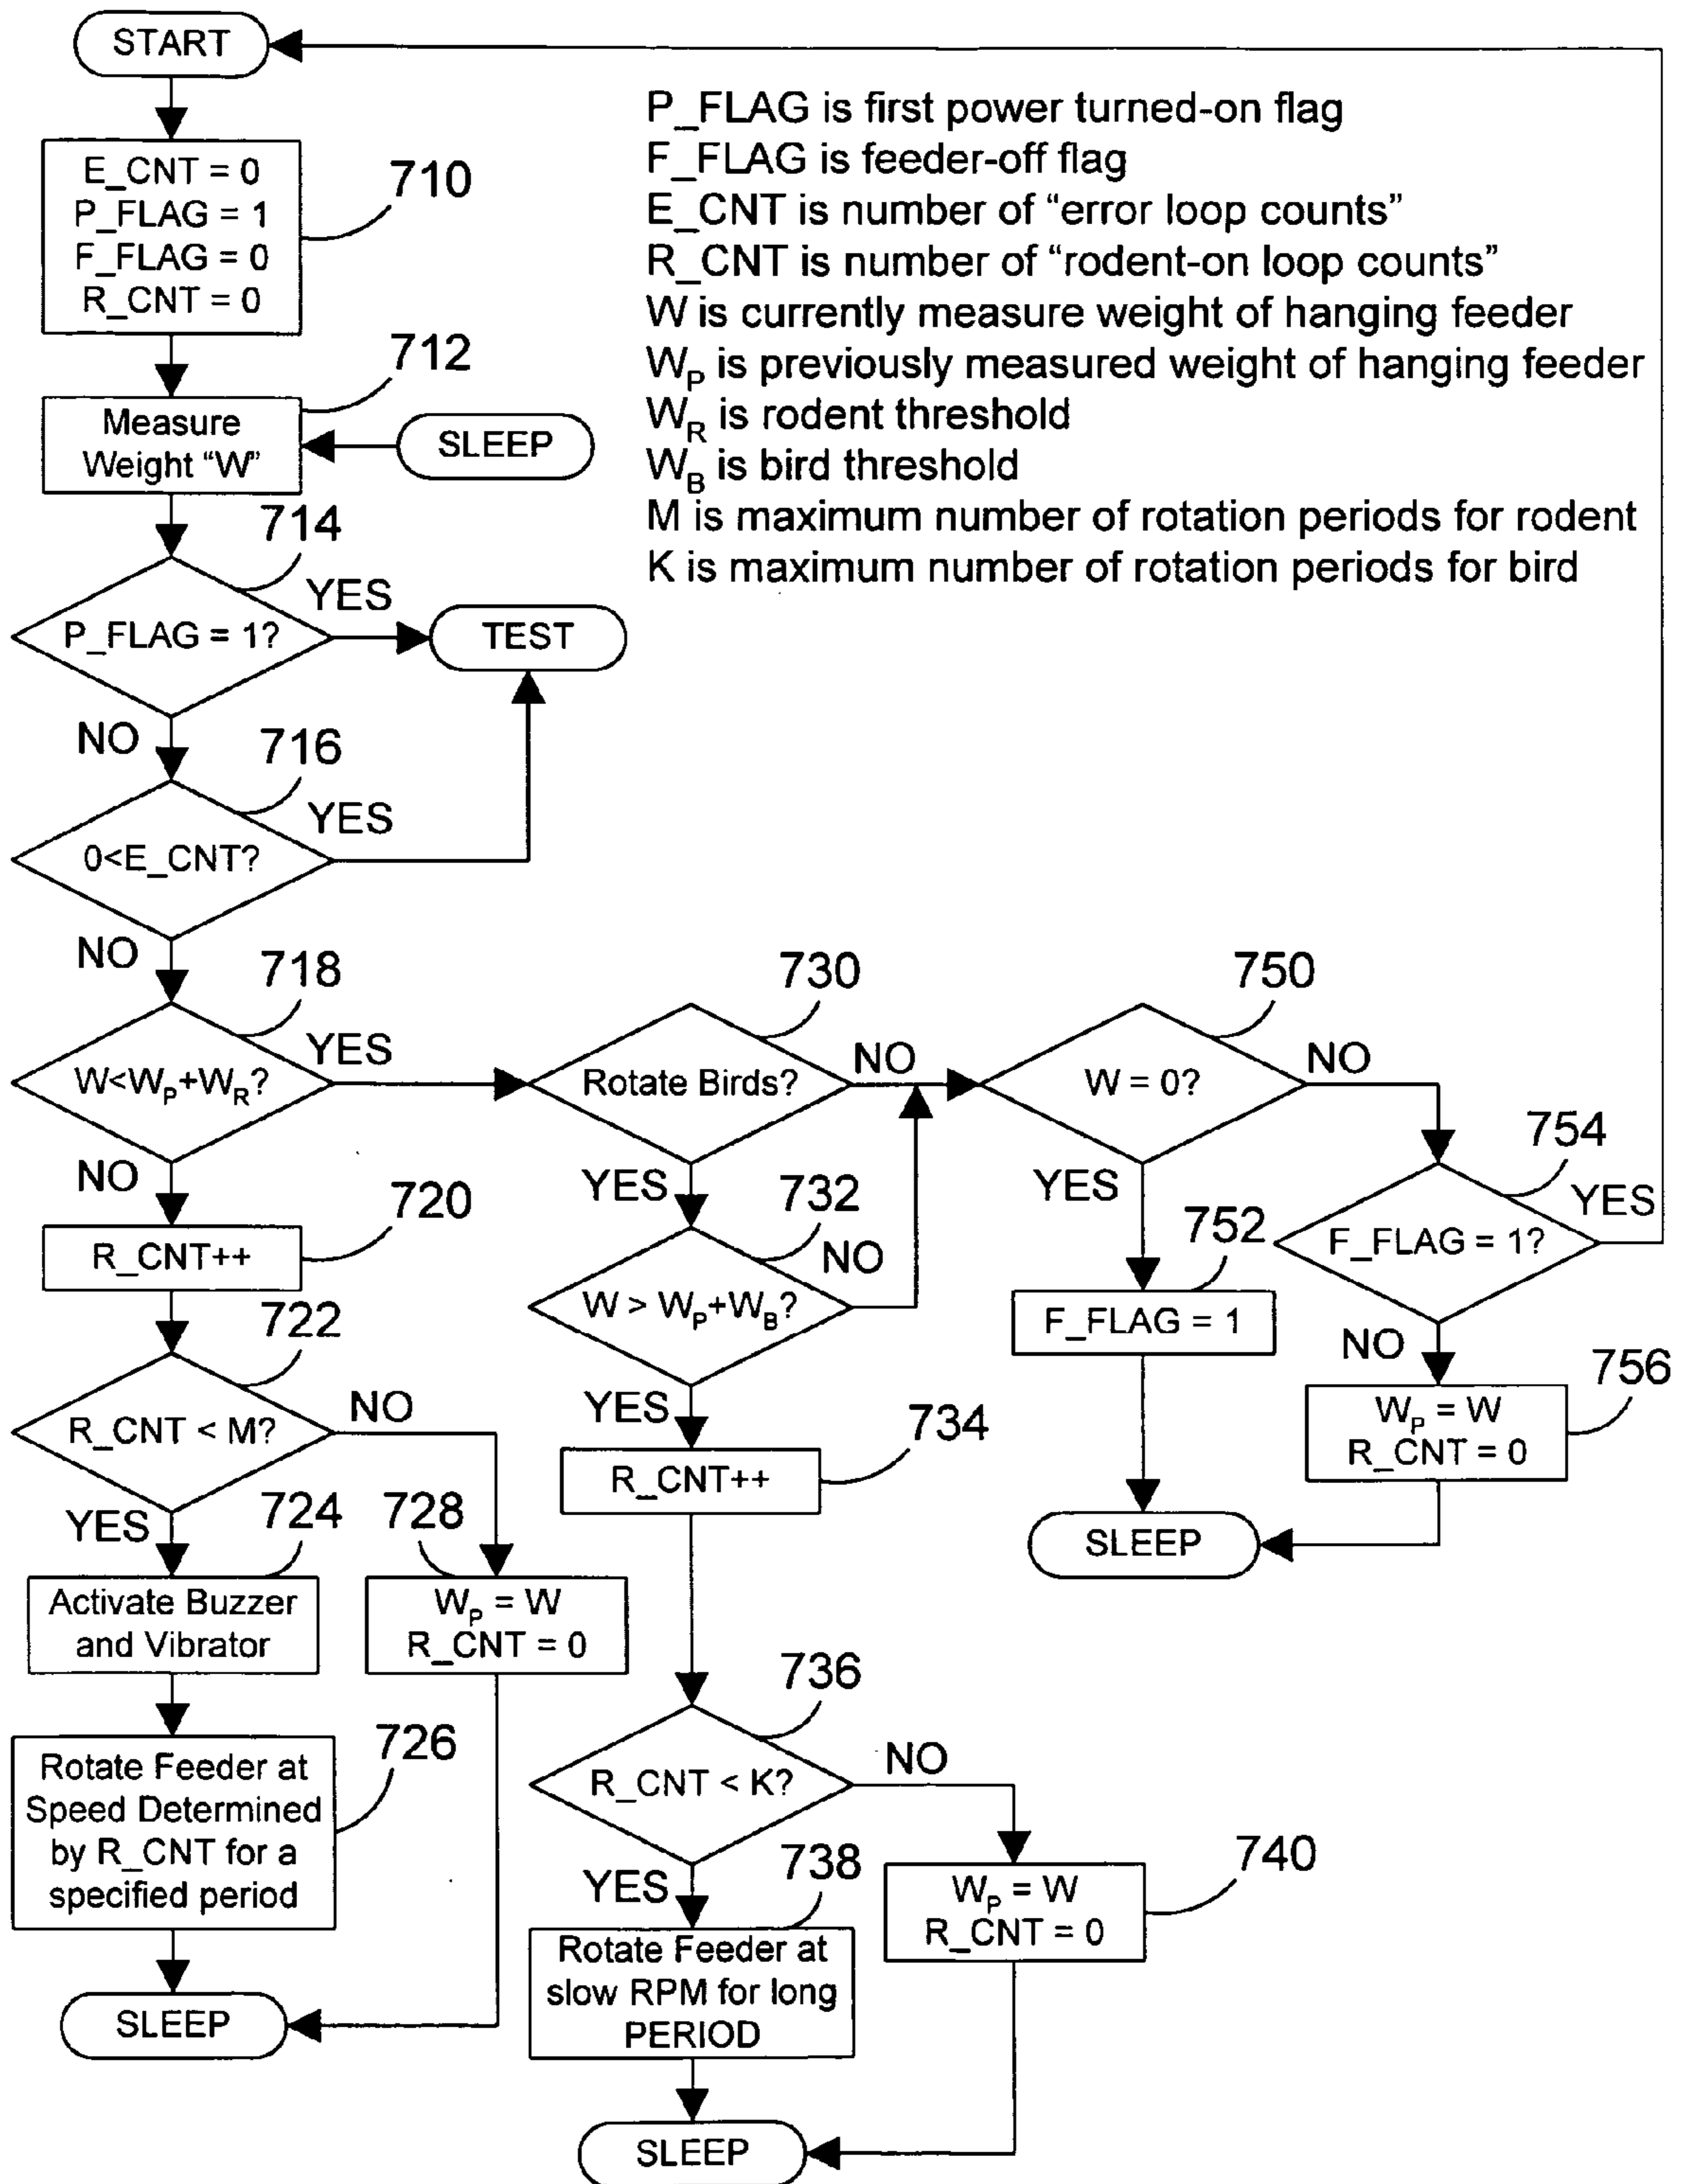 START
E_CNT = 0
P_FLAG = 1
F_FLAG = 0
R_CNT = 0
710
P_FLAG is first power turned-on flag
F_FLAG is feeder-off flag
E_CNT is number of “error loop counts”
R_CNT is number of “rodent-on loop counts”
W is currently measure weight of hanging feeder
W_P is previously measured weight of hanging feeder
W_R is rodent threshold
W_B is bird threshold
M is maximum number of rotation periods for rodent
K is maximum number of rotation periods for bird
712
Measure
Weight “W”
SLEEP
714
P_FLAG = 1?
YES
TEST
NO
716
0<E_CNT?
YES
NO
718
W<W_P+W_R?
YES
NO
730
Rotate Birds?
NO
YES
750
W = 0?
NO
YES
720
R_CNT++
732
W > W_P+W_B?
NO
YES
752
F_FLAG = 1
754
F_FLAG = 1?
YES
NO
756
W_P = W
R_CNT = 0
SLEEP
722
R_CNT < M?
NO
YES
734
R_CNT++
724
Activate Buzzer
and Vibrator
728
W_P = W
R_CNT = 0
726
Rotate Feeder at
Speed Determined
by R_CNT for a
specified period
SLEEP
736
R_CNT < K?
NO
YES
738
Rotate Feeder at
slow RPM for long
PERIOD
740
W_P = W
R_CNT = 0
SLEEP